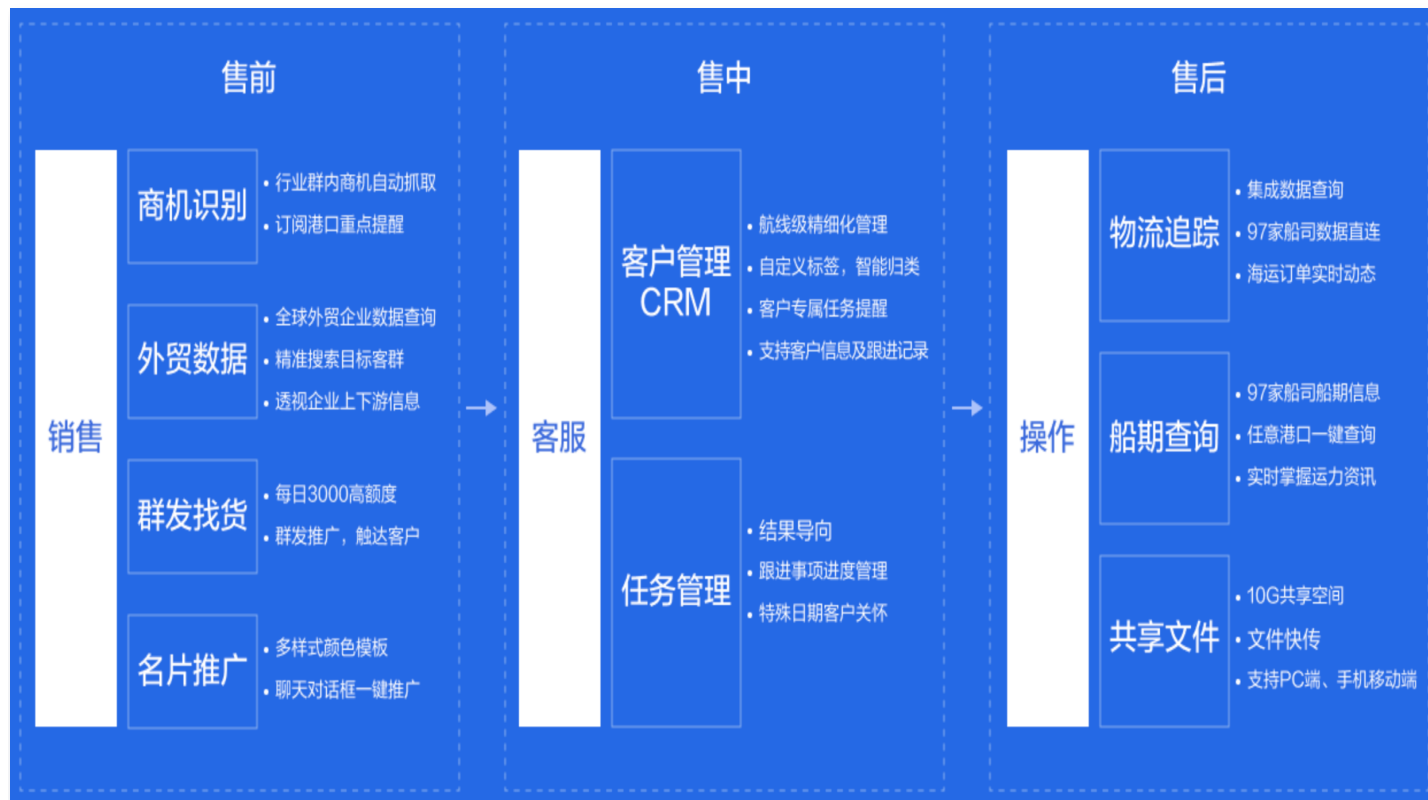 售前
销售
商机识别
• 行业群内商机自动抓取
• 订阅港口重点提醒
外贸数据
• 全球外贸企业数据查询
• 精准搜索目标客群
• 透视企业上下游信息
群发找货
• 每日3000高额度
• 群发推广，触达客户
名片推广
• 多样式颜色模板
• 聊天对话框一键推广
售中
客服
客户管理
CRM
• 航线级精细化管理
• 自定义标签，智能归类
• 客户专属任务提醒
• 支持客户信息及跟进记录
任务管理
• 结果导向
• 跟进事项进度管理
• 特殊日期客户关怀
售后
操作
物流追踪
• 集成数据查询
• 97家船司数据直连
• 海运订单实时动态
船期查询
• 97家船司船期信息
• 任意港口一键查询
• 实时掌握运力资讯
共享文件
• 10G共享空间
• 文件快传
• 支持PC端、手机移动端